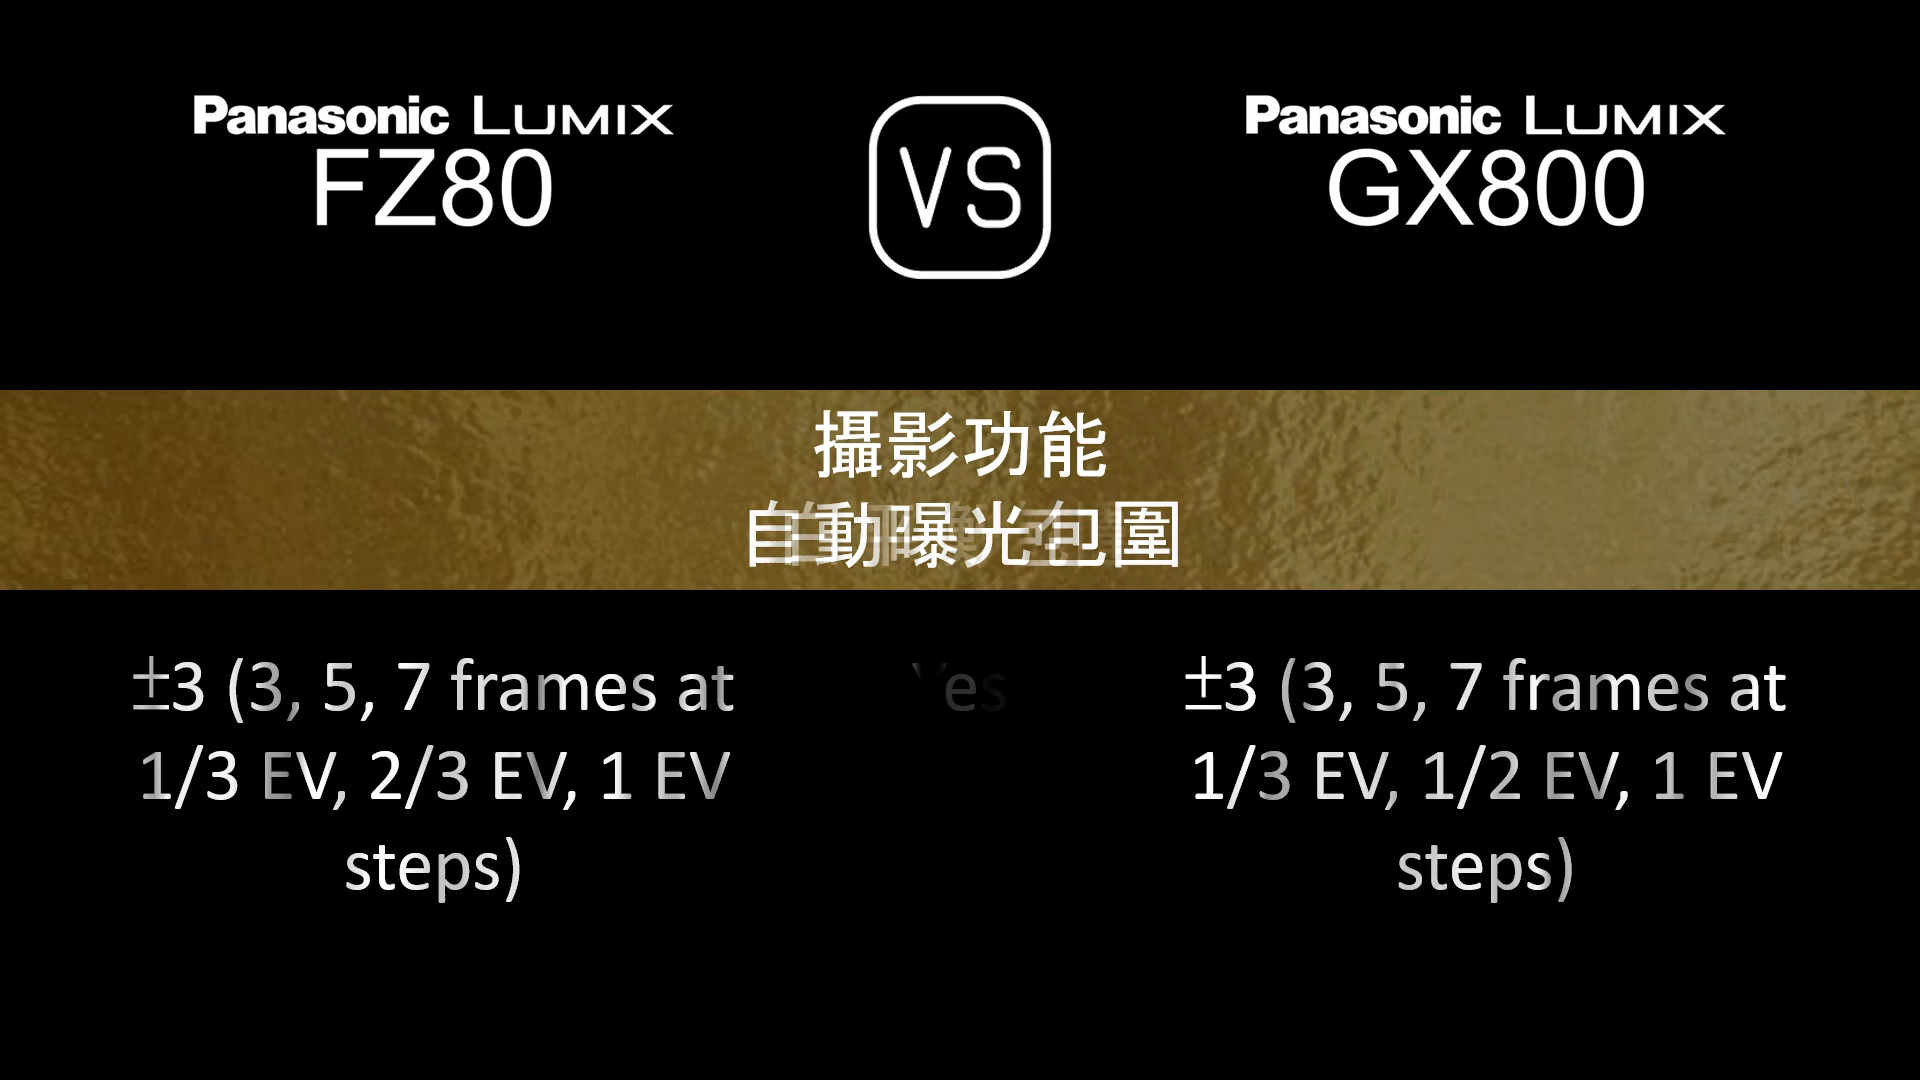 Panasonic LUMIX
FZ80
VS
Panasonic LUMIX
GX800
攝影功能
自動曝光包圍
±3 (3, 5, 7 frames at
1/3 EV, 2/3 EV, 1 EV
steps)
Yes
±3 (3, 5, 7 frames at
1/3 EV, 1/2 EV, 1 EV
steps)